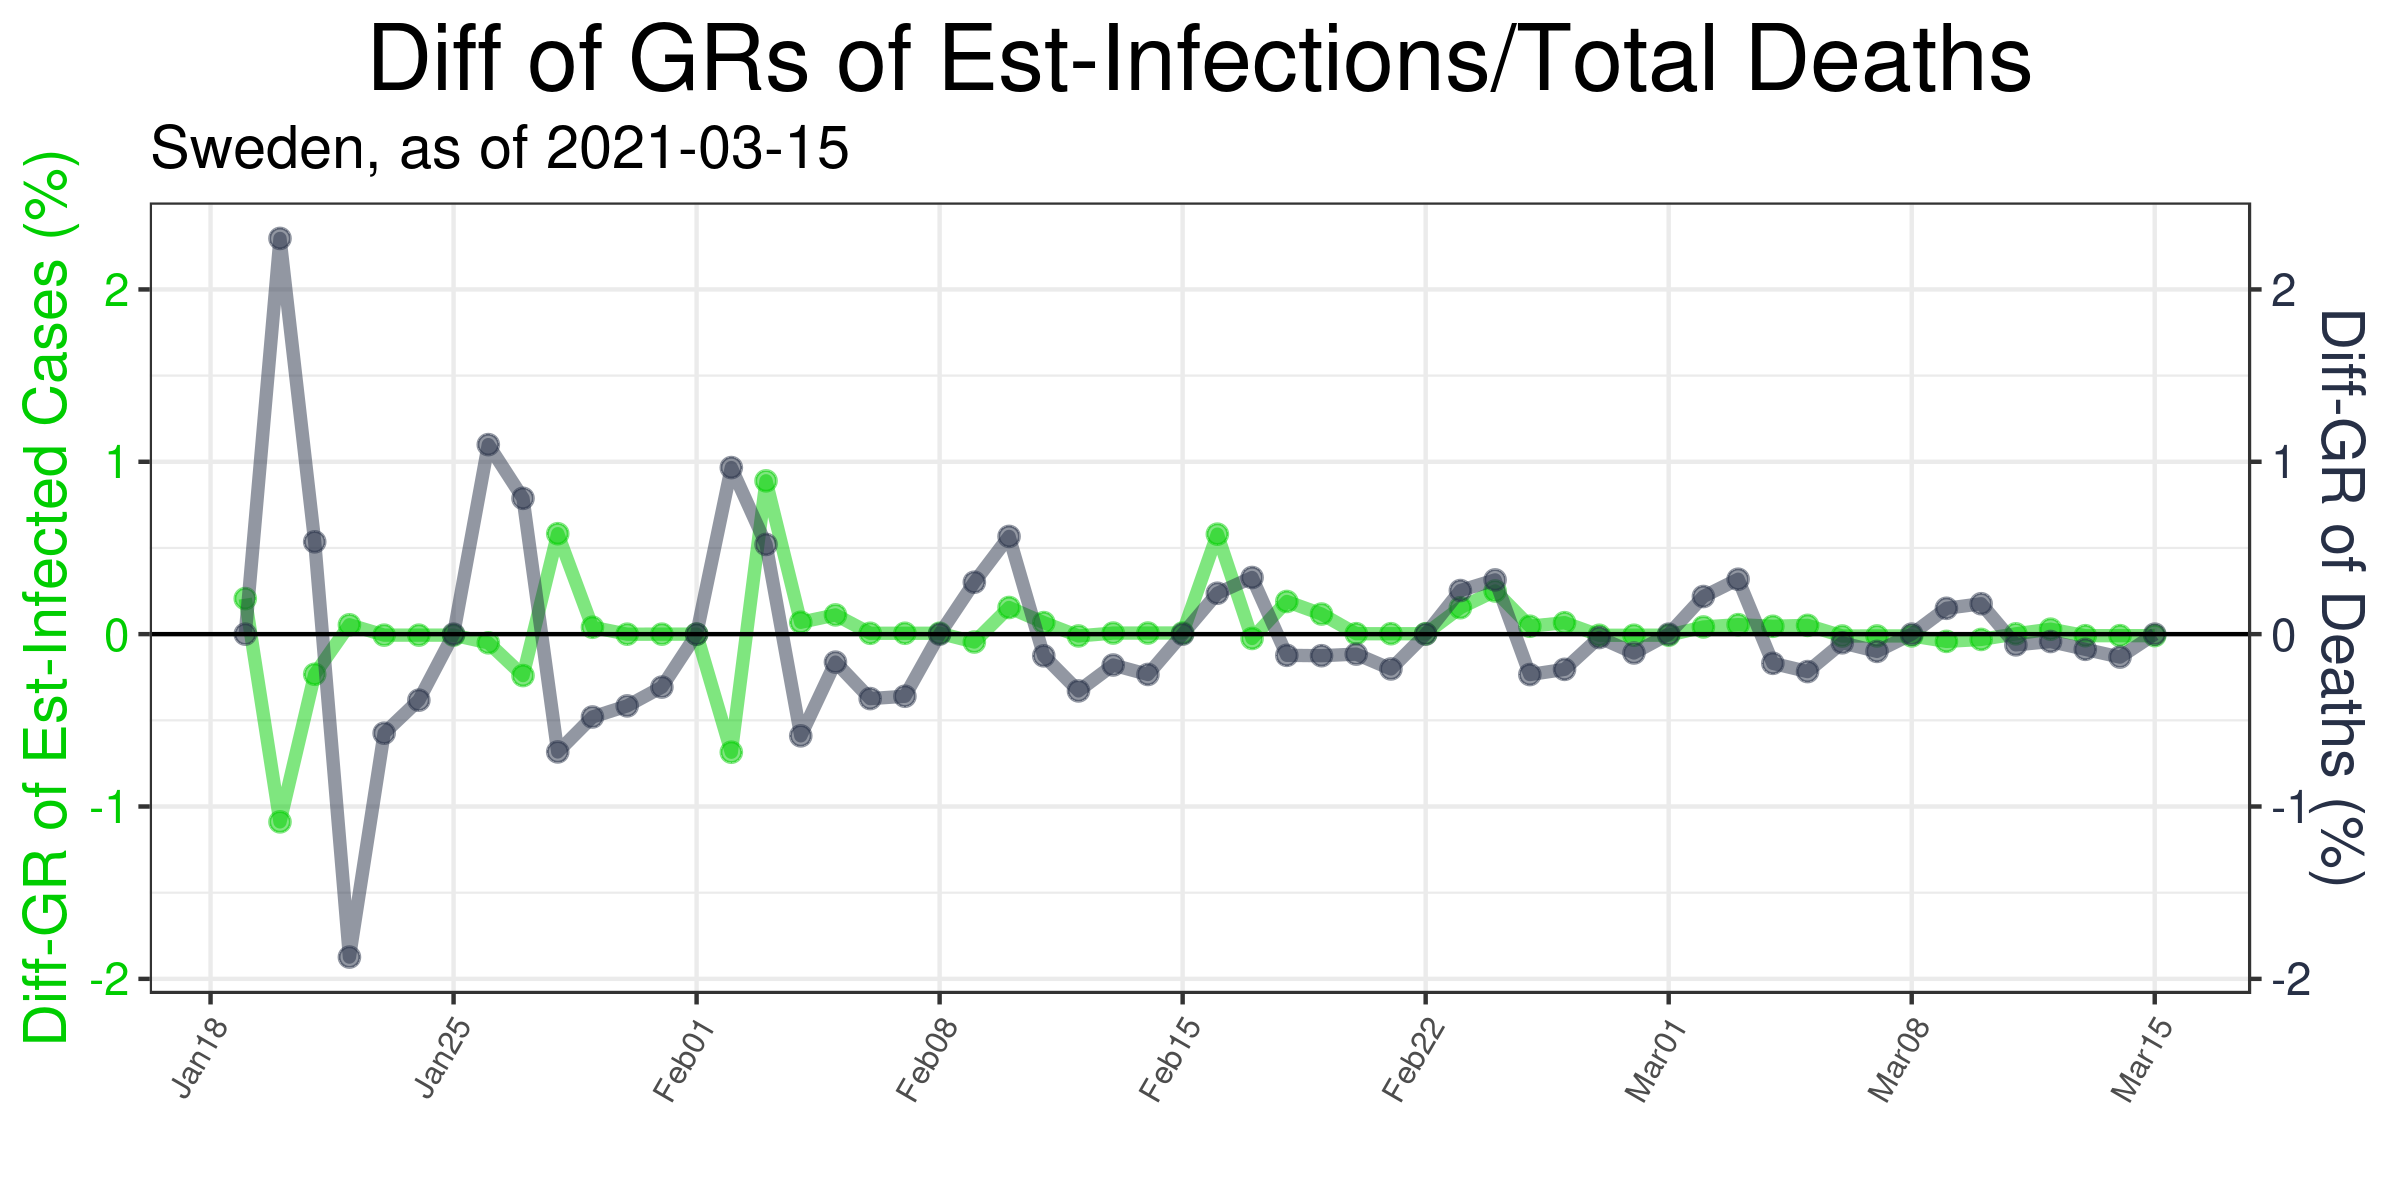 Diff of GRs of Est-Infections/Total Deaths
Sweden, as of 2021-03-15
Diff-GR of Est-Infected Cases (%)
2
1
0
-1
-2
2
1
0
-1
-2
Diff-GR of Deaths (%)
Jan18
Jan25
Feb01
Feb08
Feb15
Feb22
Mar01
Mar08
Mar15